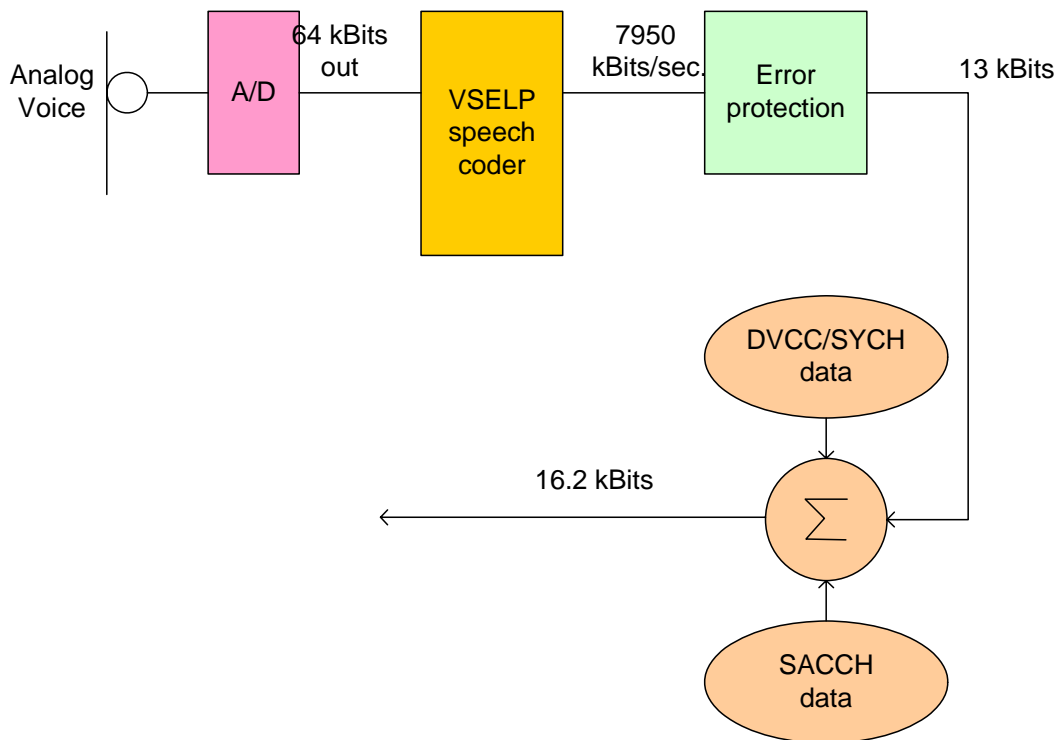 Analog
Voice
A/D
64 kBits
out
VSELP
speech
coder
7950
kBits/sec.
Error
protection
13 kBits
DVCC/SYCH
data
16.2 kBits
∑
SACCH
data